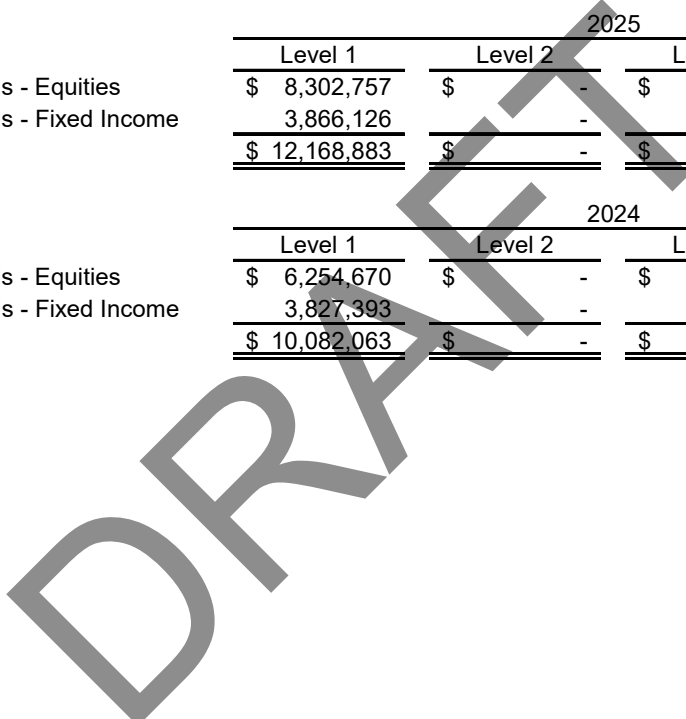 2025
Level 1 Level 2 L
s - Equities $ 8,302,757 $ - $
s - Fixed Income 3,866,126 -
$ 12,168,883 $ - $
2024
Level 1 Level 2 L
s - Equities $ 6,254,670 $ - $
s - Fixed Income 3,827,393 -
$ 10,082,063 $ - $
DRAFT